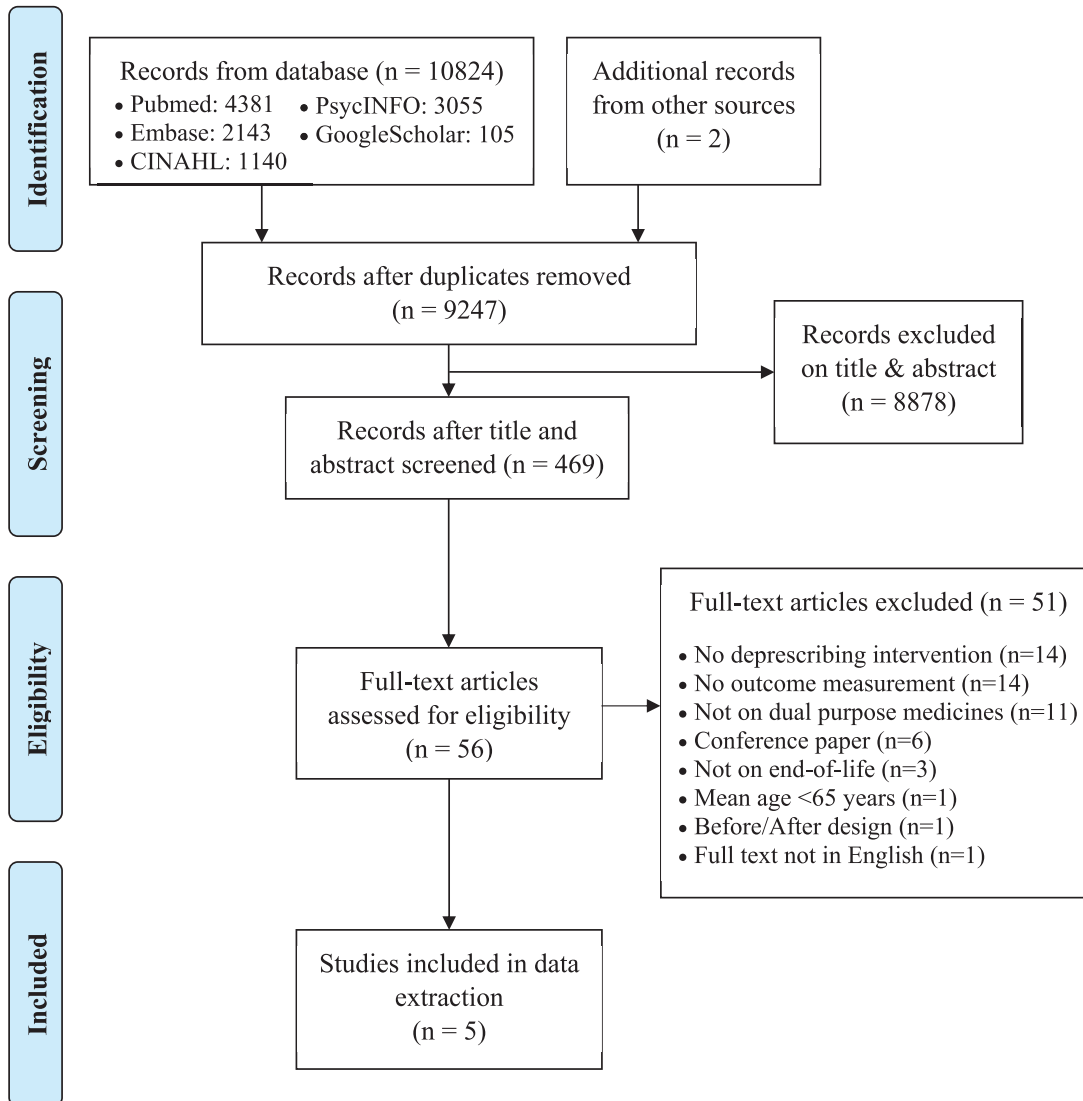 Identification
Records from database (n = 10824)
• Pubmed: 4381
• PsycINFO: 3055
• Embase: 2143
• GoogleScholar: 105
• CINAHL: 1140
Additional records
from other sources
(n = 2)
Records after duplicates removed
(n = 9247)
Screening
Records excluded
on title & abstract
(n = 8878)
Records after title and
abstract screened (n = 469)
Eligibility
Full-text articles
assessed for eligibility
(n = 56)
Full-text articles excluded (n = 51)
• No deprescribing intervention (n=14)
• No outcome measurement (n=14)
• Not on dual purpose medicines (n=11)
• Conference paper (n=6)
• Not on end-of-life (n=3)
• Mean age <65 years (n=1)
• Before/After design (n=1)
• Full text not in English (n=1)
Included
Studies included in data
extraction
(n = 5)